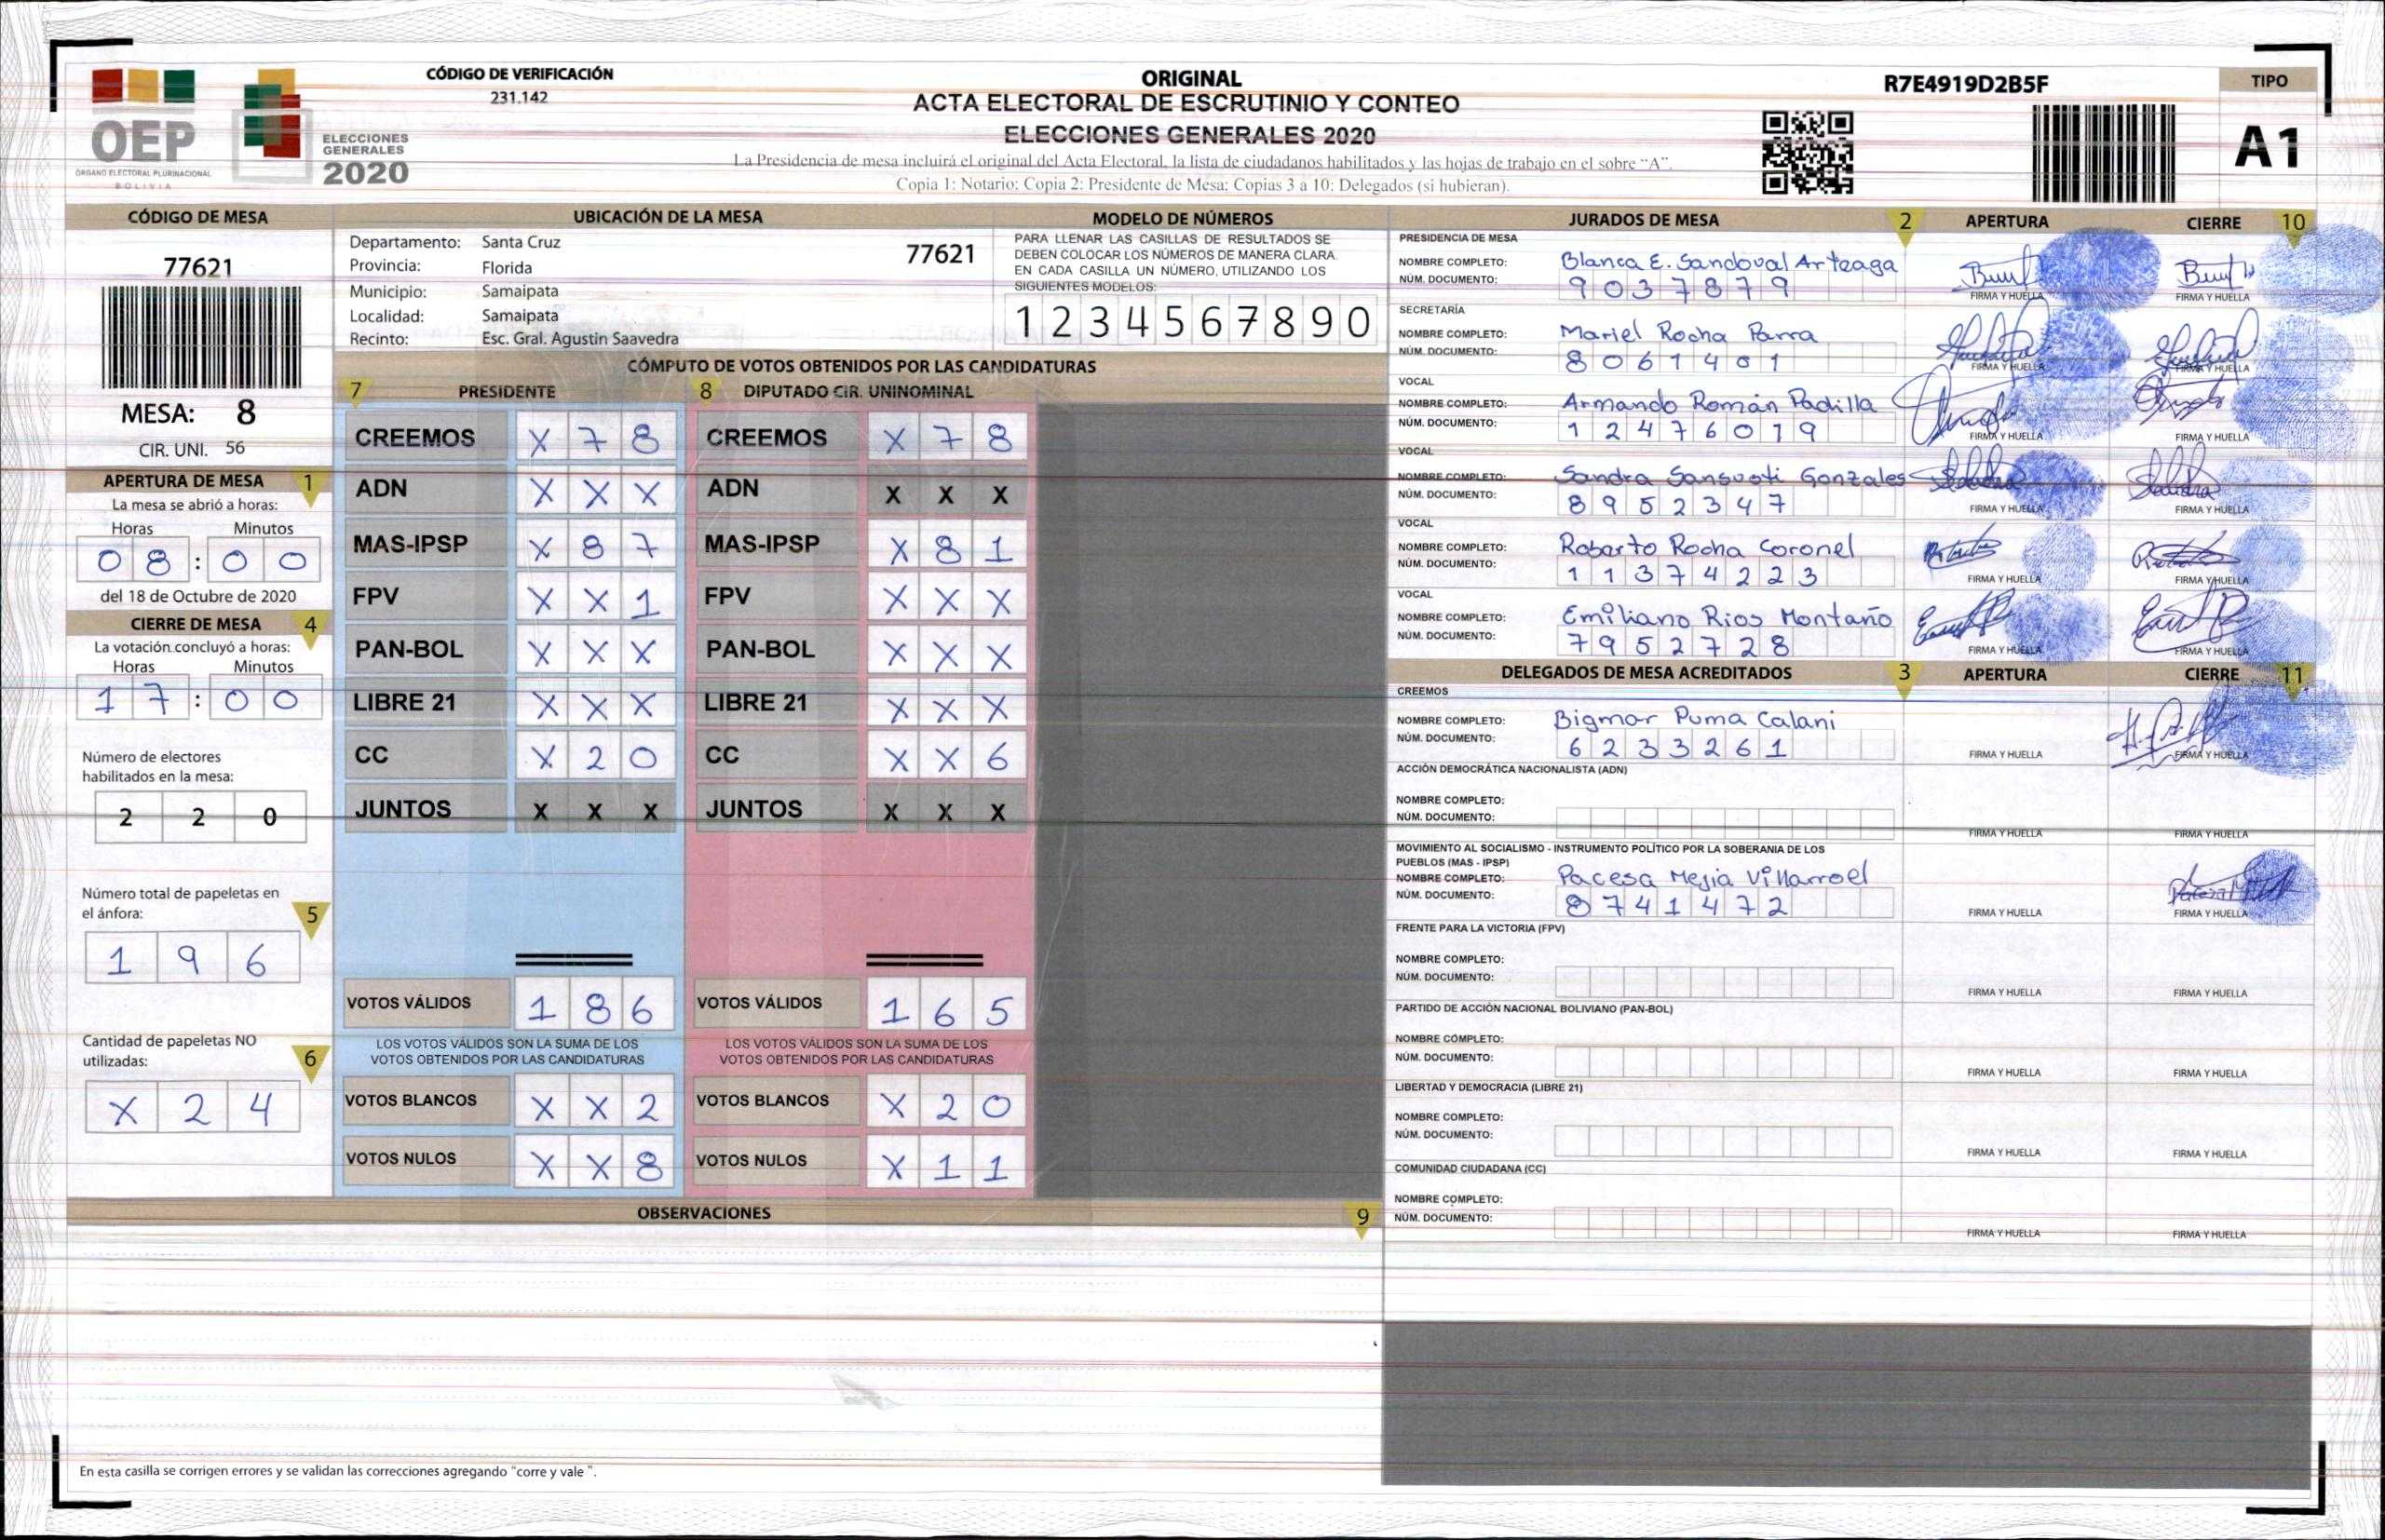 CÓDIGO DE VERIFICACIÓN
231.142
ORIGINAL
ACTA ELECTORAL DE ESCRUTINIO Y CONTEO
ELECCIONES GENERALES 2020
La Presidencia de mesa incluirá el original del Acta Electoral, la lista de ciudadanos habilitados y las hojas de trabajo en el sobre "A".
Copia 1: Notario; Copia 2: Presidente de Mesa; Copias 3 a 10: Delegados (si hubieran).
R7E4919D2B5F
TIPO
A1
OEP
ÓRGANO ELECTORAL PLURINACIONAL
BOLIVIA
ELECCIONES
GENERALES
2020
CÓDIGO DE MESA
77621
MESA: 8
CIR. UNI. 56
APERTURA DE MESA 1
La mesa se abrió a horas:
Horas Minutos
0 8 : 0 0
del 18 de Octubre de 2020
CIERRE DE MESA 4
La votación concluyó a horas:
Horas Minutos
1 7 : 0 0
Número de electores
habilitados en la mesa:
2 2 0
Número total de papeletas en
el ánfora:
5
1 9 6
Cantidad de papeletas NO
utilizadas:
6
X 2 4
UBICACIÓN DE LA MESA
Departamento: Santa Cruz
77621
Provincia: Florida
Municipio: Samaipata
Localidad: Samaipata
Recinto: Esc. Gral. Agustin Saavedra
MODELO DE NÚMEROS
PARA LLENAR LAS CASILLAS DE RESULTADOS SE
DEBEN COLOCAR LOS NÚMEROS DE MANERA CLARA.
EN CADA CASILLA UN NÚMERO, UTILIZANDO LOS
SIGUIENTES MODELOS:
1 2 3 4 5 6 7 8 9 0
CÓMPUTO DE VOTOS OBTENIDOS POR LAS CANDIDATURAS
7 PRESIDENTE 8 DIPUTADO CIR. UNINOMINAL
CREEMOS X 7 8 CREEMOS X 7 8
ADN X X X ADN X X X
MAS-IPSP X 8 7 MAS-IPSP X 8 1
FPV X X 1 FPV X X X
PAN-BOL X X X PAN-BOL X X X
LIBRE 21 X X X LIBRE 21 X X X
CC X 2 0 CC X X 6
JUNTOS X X X JUNTOS X X X
VOTOS VÁLIDOS 1 8 6 VOTOS VÁLIDOS 1 6 5
LOS VOTOS VÁLIDOS SON LA SUMA DE LOS LOS VOTOS VÁLIDOS SON LA SUMA DE LOS
VOTOS OBTENIDOS POR LAS CANDIDATURAS VOTOS OBTENIDOS POR LAS CANDIDATURAS
VOTOS BLANCOS X X 2 VOTOS BLANCOS X 2 0
VOTOS NULOS X X 8 VOTOS NULOS X 1 1
OBSERVACIONES 9
En esta casilla se corrigen errores y se validan las correcciones agregando "corre y vale ".
JURADOS DE MESA 2 APERTURA CIERRE 10
PRESIDENCIA DE MESA
NOMBRE COMPLETO: Blanca E. Sandoval Arteaga
NÚM. DOCUMENTO: 9 0 3 7 8 7 9
FIRMA Y HUELLA FIRMA Y HUELLA
SECRETARÍA
NOMBRE COMPLETO: Mariel Rocha Parra
NÚM. DOCUMENTO: 8 0 6 1 4 0 1
FIRMA Y HUELLA FIRMA Y HUELLA
VOCAL
NOMBRE COMPLETO: Armando Román Padilla
NÚM. DOCUMENTO: 1 2 4 7 6 0 7 9
FIRMA Y HUELLA FIRMA Y HUELLA
VOCAL
NOMBRE COMPLETO: Sandra Sansusti Gonzales
NÚM. DOCUMENTO: 8 9 5 2 3 4 7
FIRMA Y HUELLA FIRMA Y HUELLA
VOCAL
NOMBRE COMPLETO: Roberto Rocha Coronel
NÚM. DOCUMENTO: 1 1 3 7 4 2 2 3
FIRMA Y HUELLA FIRMA Y HUELLA
VOCAL
NOMBRE COMPLETO: Emiliano Rios Montaño
NÚM. DOCUMENTO: 7 9 5 2 7 2 8
FIRMA Y HUELLA FIRMA Y HUELLA
DELEGADOS DE MESA ACREDITADOS 3 APERTURA CIERRE 11
CREEMOS
NOMBRE COMPLETO: Bigmar Puma Calani
NÚM. DOCUMENTO: 6 2 3 3 2 6 1
FIRMA Y HUELLA FIRMA Y HUELLA
ACCIÓN DEMOCRÁTICA NACIONALISTA (ADN)
NOMBRE COMPLETO:
NÚM. DOCUMENTO:
FIRMA Y HUELLA FIRMA Y HUELLA
MOVIMIENTO AL SOCIALISMO - INSTRUMENTO POLÍTICO POR LA SOBERANIA DE LOS
PUEBLOS (MAS - IPSP)
NOMBRE COMPLETO: Pacesa Mejia Villarroel
NÚM. DOCUMENTO: 8 7 4 1 4 7 2
FIRMA Y HUELLA FIRMA Y HUELLA
FRENTE PARA LA VICTORIA (FPV)
NOMBRE COMPLETO:
NÚM. DOCUMENTO:
FIRMA Y HUELLA FIRMA Y HUELLA
PARTIDO DE ACCIÓN NACIONAL BOLIVIANO (PAN-BOL)
NOMBRE COMPLETO:
NÚM. DOCUMENTO:
FIRMA Y HUELLA FIRMA Y HUELLA
LIBERTAD Y DEMOCRACIA (LIBRE 21)
NOMBRE COMPLETO:
NÚM. DOCUMENTO:
FIRMA Y HUELLA FIRMA Y HUELLA
COMUNIDAD CIUDADANA (CC)
NOMBRE COMPLETO:
NÚM. DOCUMENTO:
FIRMA Y HUELLA FIRMA Y HUELLA